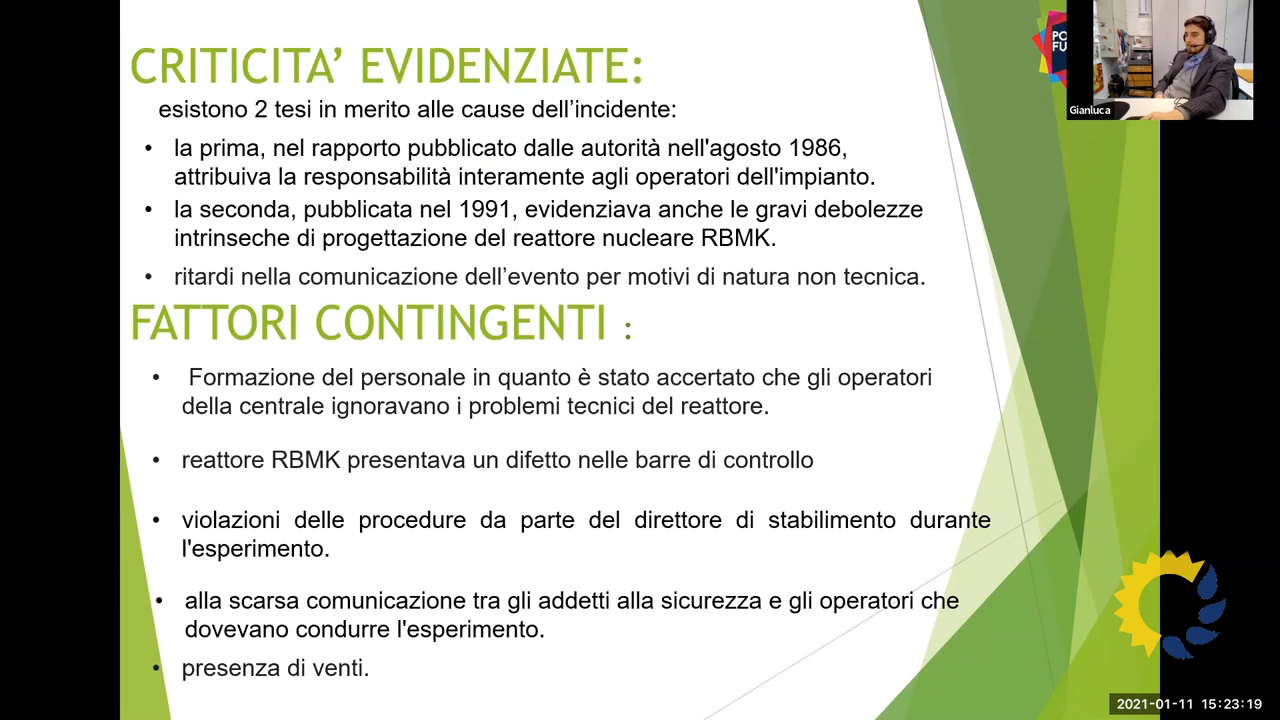 CRITICITA’ EVIDENZIATE:
esistono 2 tesi in merito alle cause dell’incidente:
• la prima, nel rapporto pubblicato dalle autorità nell'agosto 1986,
attribuiva la responsabilità interamente agli operatori dell'impianto.
• la seconda, pubblicata nel 1991, evidenziava anche le gravi debolezze
intrinseche di progettazione del reattore nucleare RBMK.
• ritardi nella comunicazione dell’evento per motivi di natura non tecnica.
FATTORI CONTINGENTI :
• Formazione del personale in quanto è stato accertato che gli operatori
della centrale ignoravano i problemi tecnici del reattore.
• reattore RBMK presentava un difetto nelle barre di controllo
• violazioni delle procedure da parte del direttore di stabilimento durante
l'esperimento.
• alla scarsa comunicazione tra gli addetti alla sicurezza e gli operatori che
dovevano condurre l'esperimento.
• presenza di venti.
Gianluca
2021-01-11 15:23:19